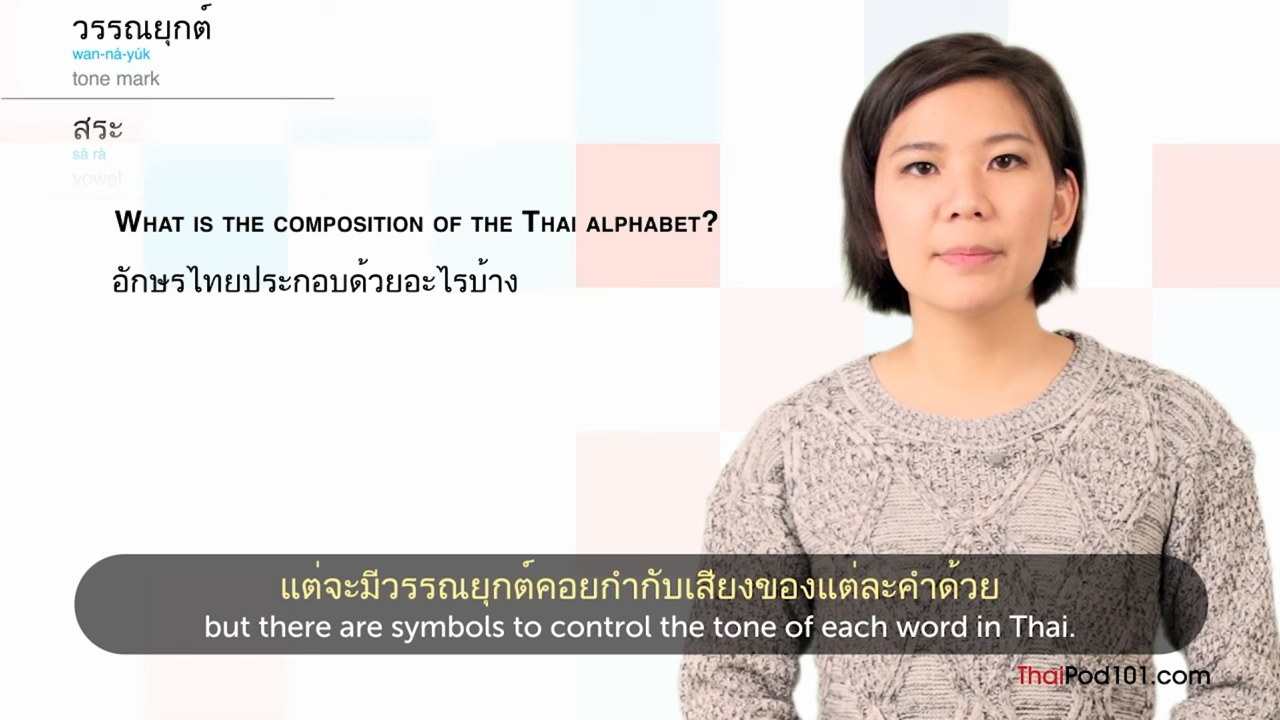 วรรณยุกต์
wan-ná-yúk
tone mark
สระ
sà rà
vowel
WHAT IS THE COMPOSITION OF THE THAI ALPHABET?
อักษรไทยประกอบด้วยอะไรบ้าง
แต่จะมีวรรณยุกต์คอยกำกับเสียงของแต่ละคำด้วย
but there are symbols to control the tone of each word in Thai.
ThaiPod101.com